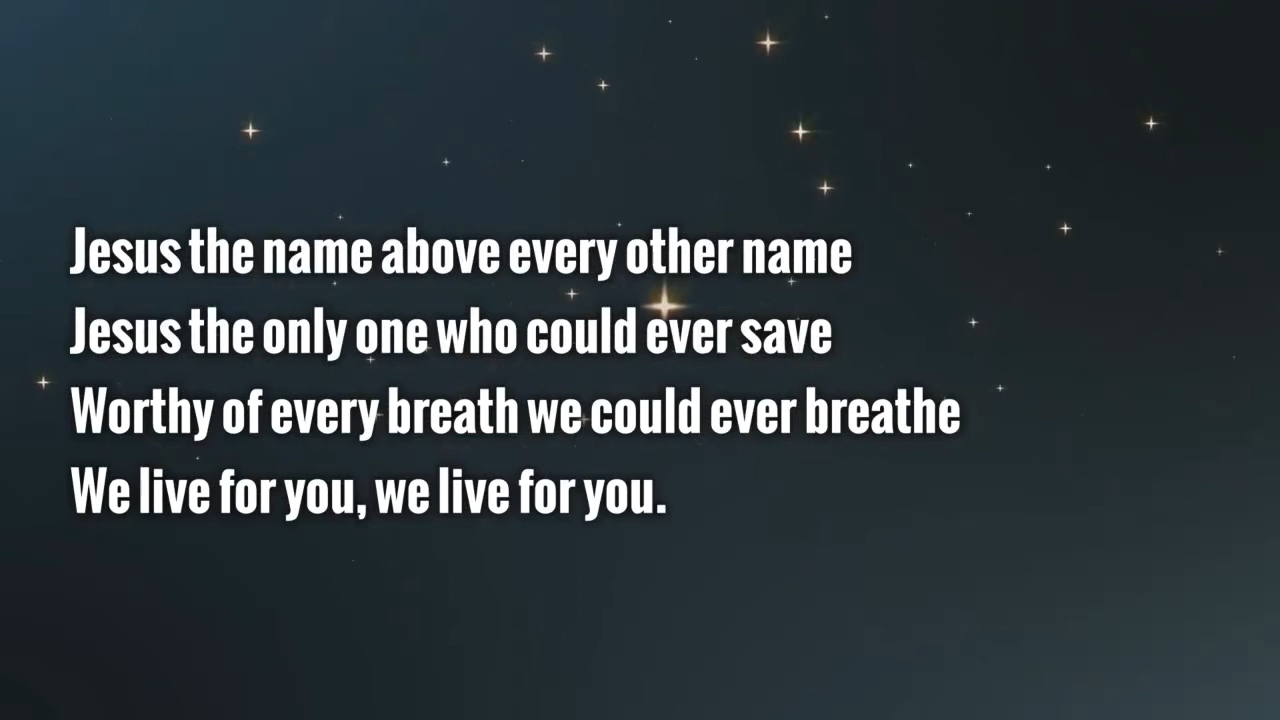 Jesus the name above every other name
Jesus the only one who could ever save
Worthy of every breath we could ever breathe
We live for you, we live for you.